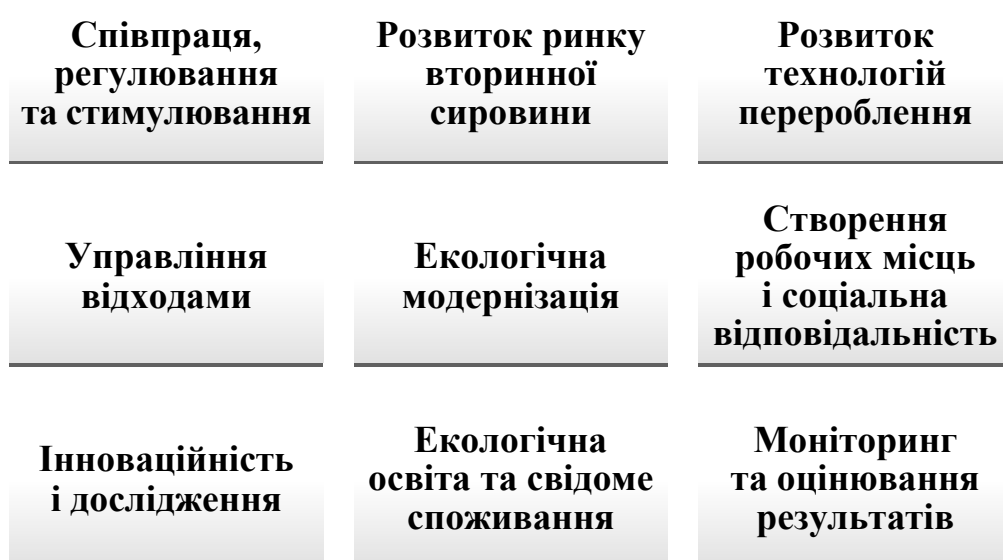 Співпраця,
регулювання
та стимулювання
Розвиток ринку
вторинної
сировини
Розвиток
технологій
перероблення
Управління
відходами
Екологічна
модернізація
Створення
робочих місць
і соціальна
відповідальність
Інноваційність
і дослідження
Екологічна
освіта та свідоме
споживання
Моніторинг
та оцінювання
результатів